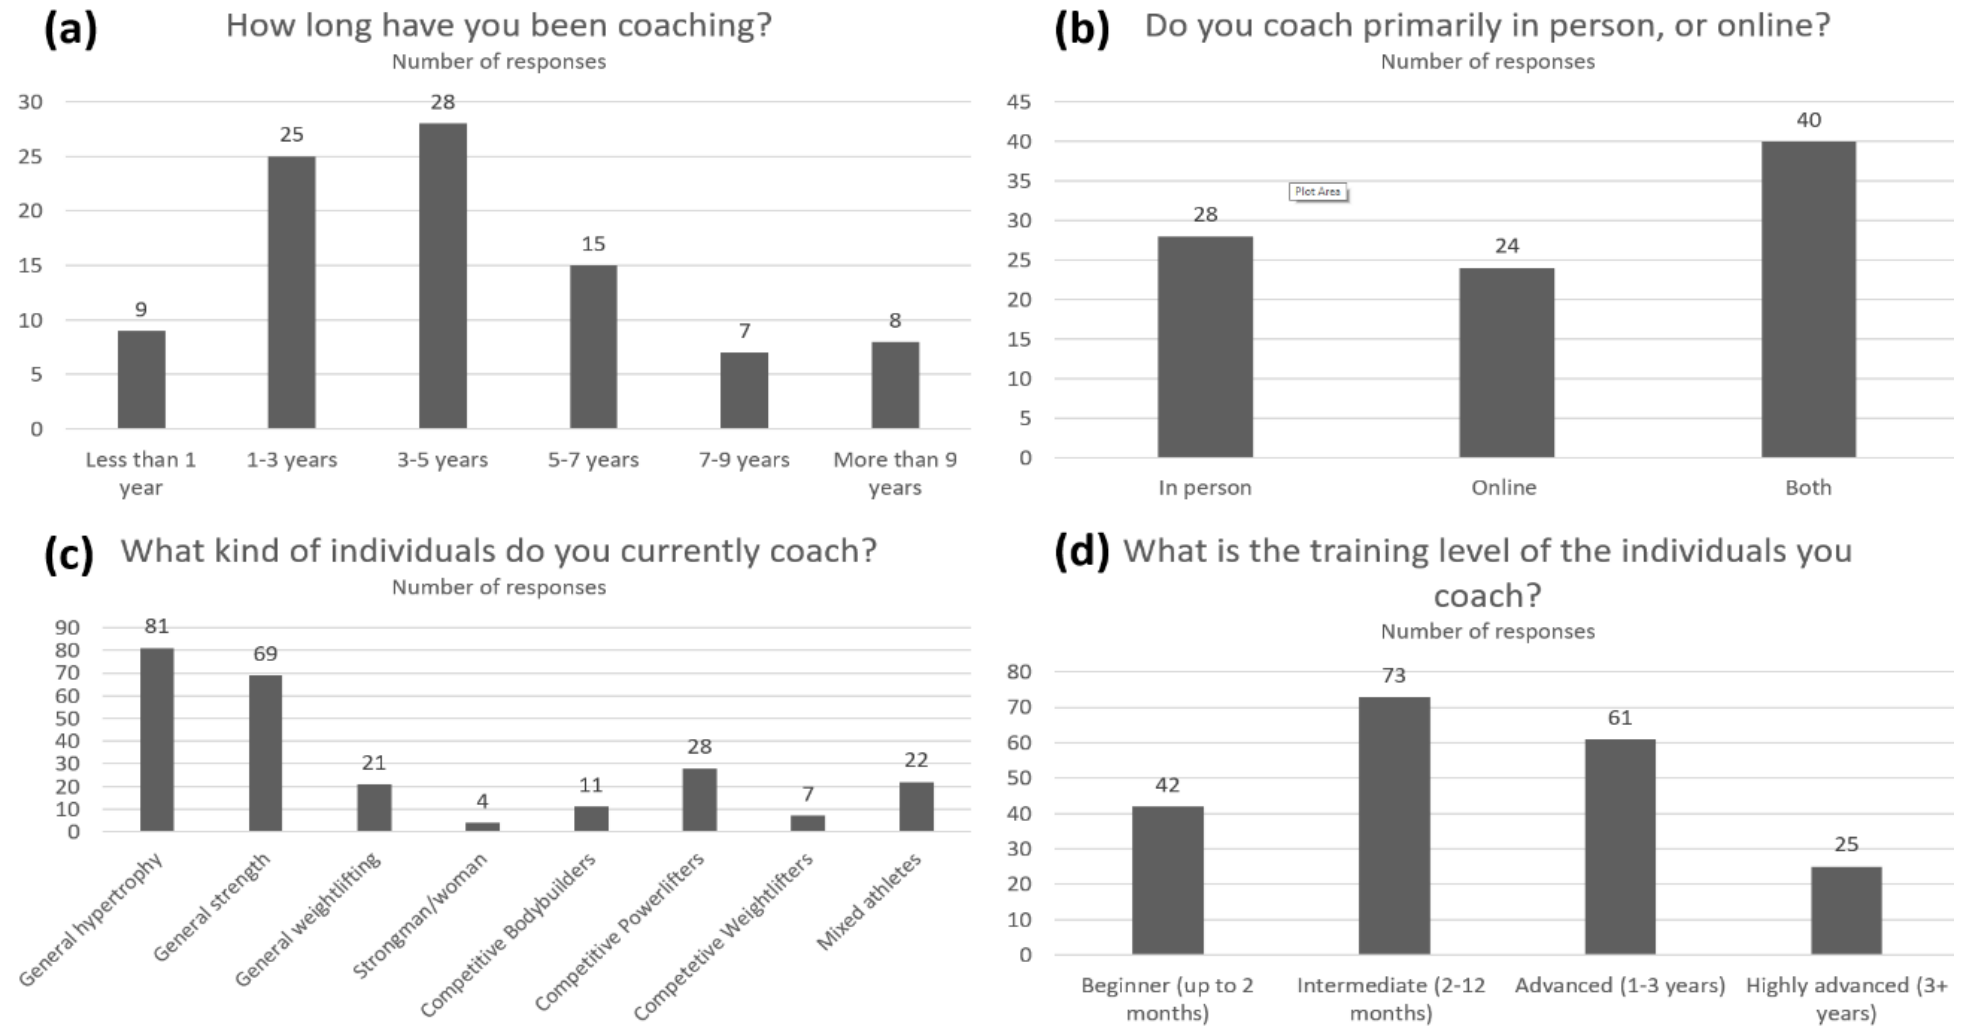 (a)
How long have you been coaching?
Number of responses
30
25
20
15
10
5
0
9
25
28
15
7
8
Less than 1
year
1-3 years
3-5 years
5-7 years
7-9 years
More than 9
years
(b)
Do you coach primarily in person, or online?
Number of responses
45
40
35
30
25
20
15
10
5
0
28
24
40
Plot Area
In person
Online
Both
(c)
What kind of individuals do you currently coach?
Number of responses
90
80
70
60
50
40
30
20
10
0
81
69
21
4
11
28
7
22
General hypertrophy
General strength
General weightlifting
Strongman/woman
Competitive Bodybuilders
Competitive Powerlifters
Competetive Weightlifters
Mixed athletes
(d)
What is the training level of the individuals you
coach?
Number of responses
80
70
60
50
40
30
20
10
0
42
73
61
25
Beginner (up to 2
months)
Intermediate (2-12
months)
Advanced (1-3 years)
Highly advanced (3+
years)